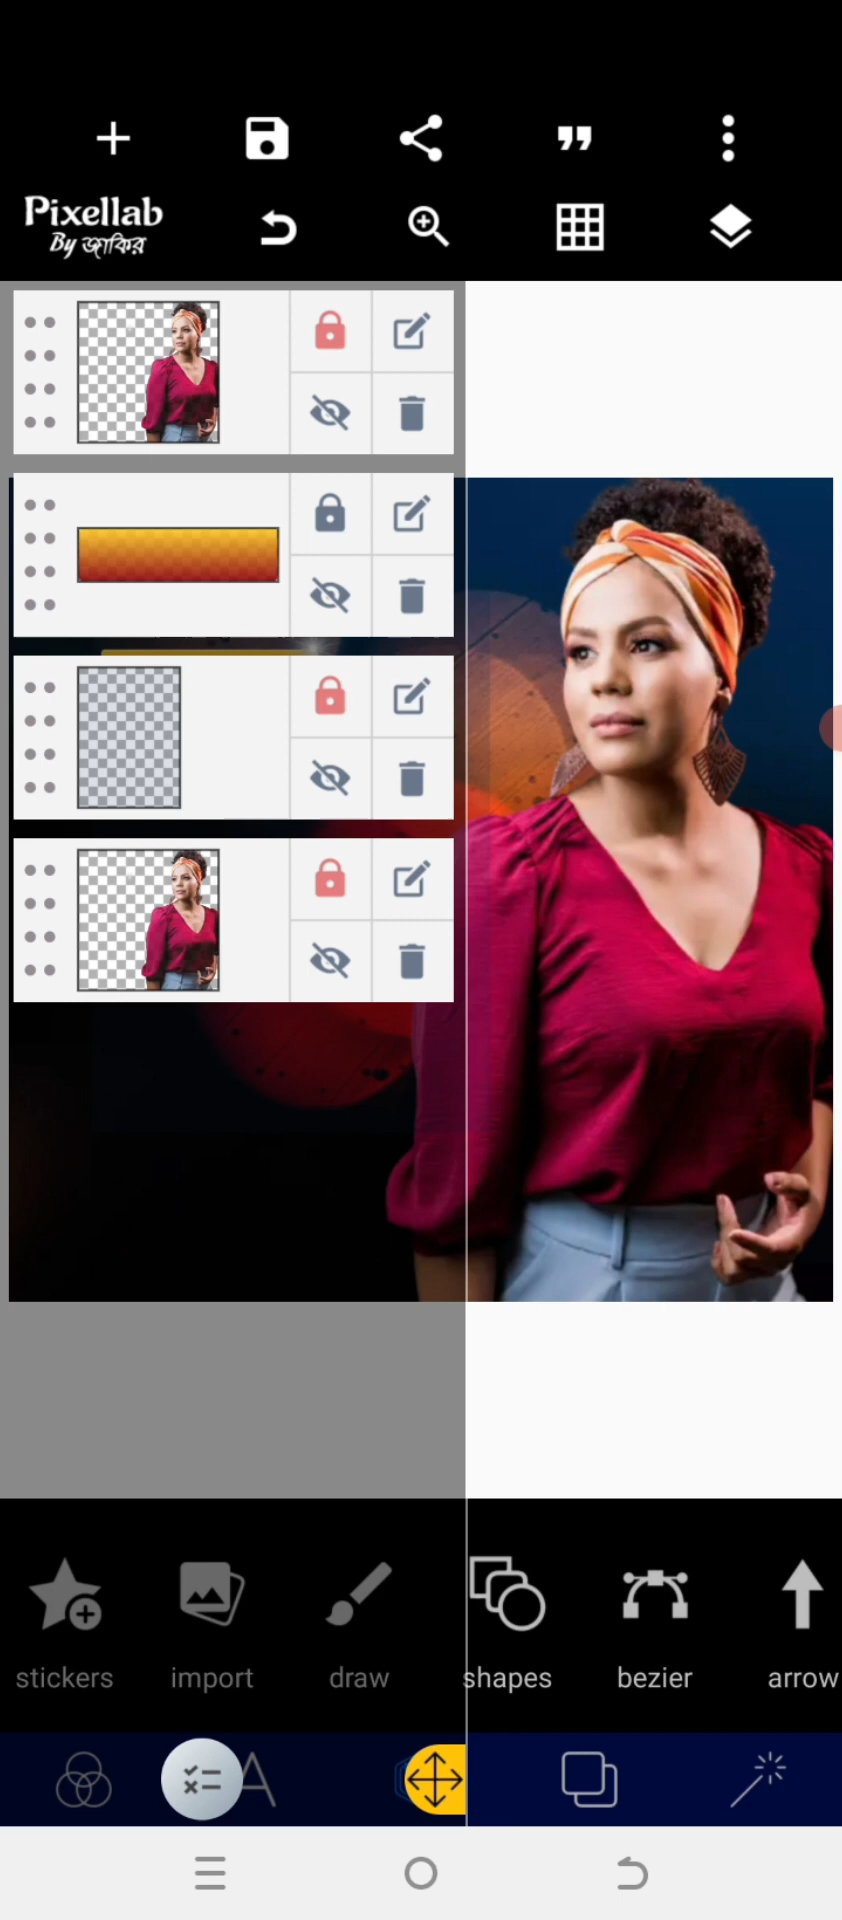 Pixellab
By জাকির
stickers
import
draw
shapes
bezier
arrow